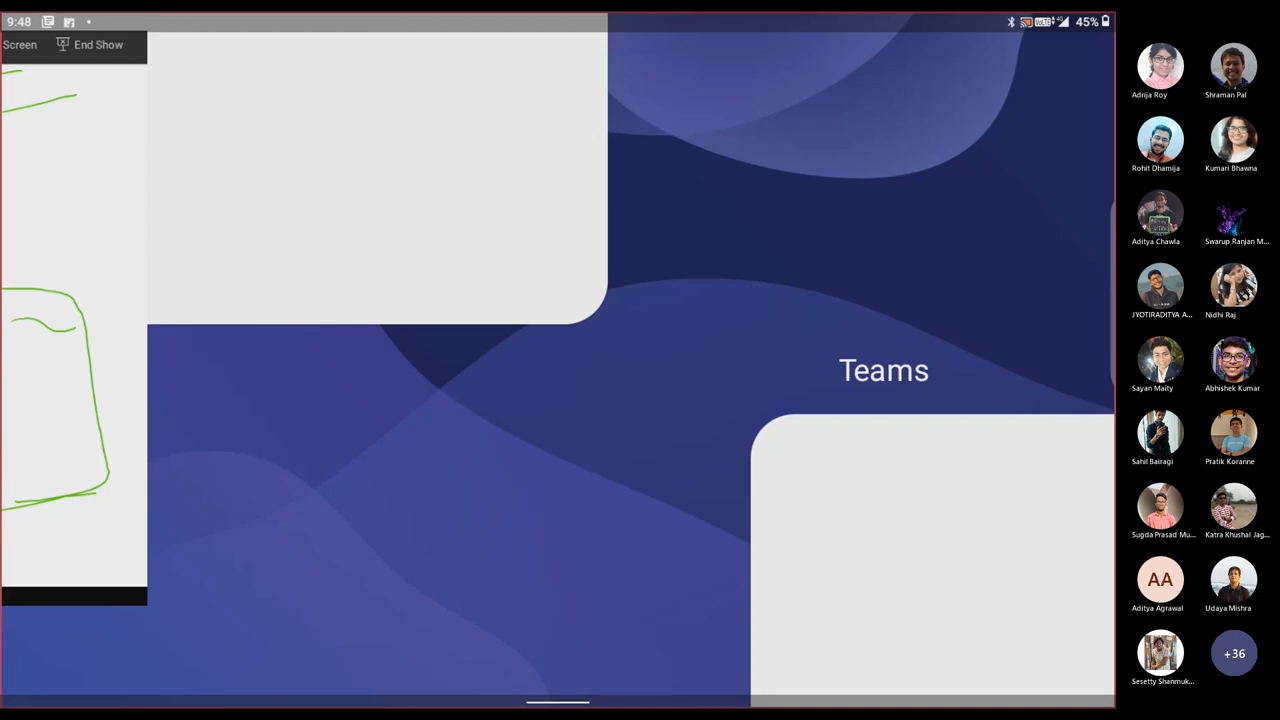 9:48
45%
Screen
End Show
Teams
Adrija Roy
Shraman Pal
Rohit Dhamija
Kumari Bhawna
Aditya Chawla
Swarup Ranjan M...
JYOTIRADITYA A...
Nidhi Raj
Sayan Maity
Abhishek Kumar
Sahil Bairagi
Pratik Koranne
Sugda Prasad Mu...
Katra Khushal Jag...
AA
Aditya Agrawal
Udaya Mishra
Sesetty Shanmuk...
+36